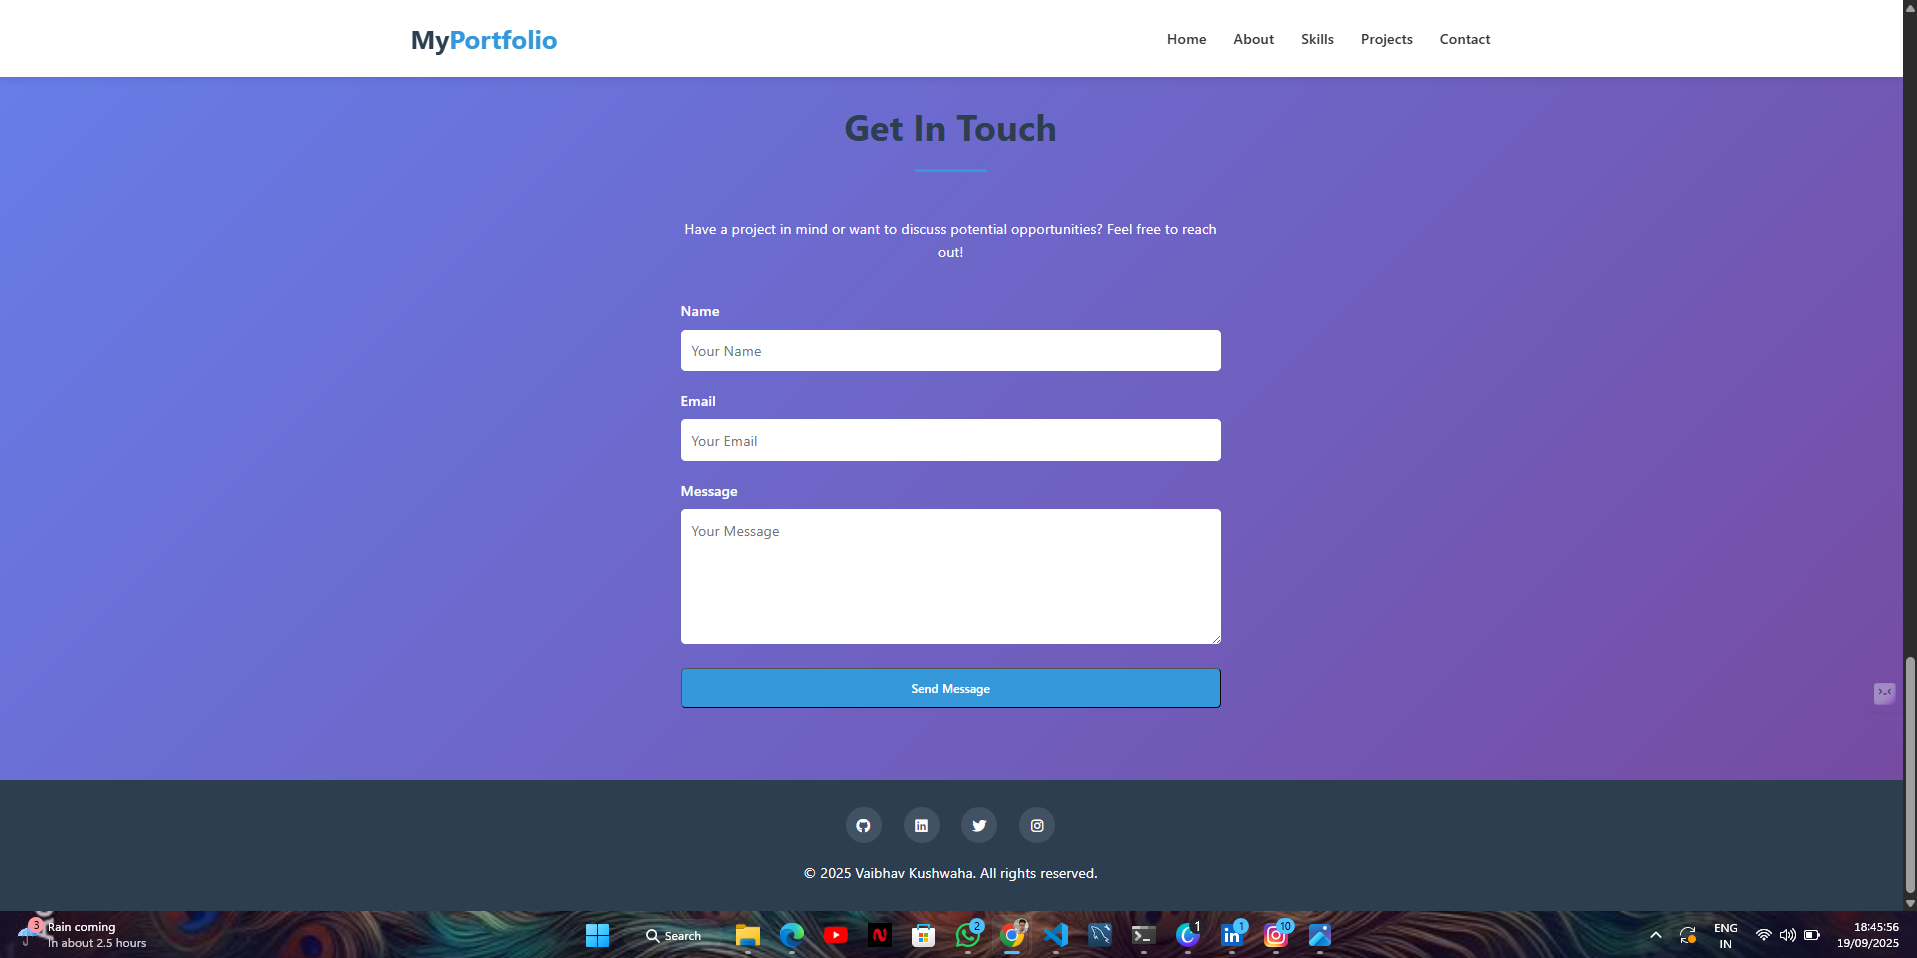 MyPortfolio
Home About Skills Projects Contact
Get In Touch
Have a project in mind or want to discuss potential opportunities? Feel free to reach
out!
Name
Your Name
Email
Your Email
Message
Your Message
Send Message
© 2025 Vaibhav Kushwaha. All rights reserved.
3
Rain coming
In about 2.5 hours
Search
2
1
1
10
ENG
IN
18:45:56
19/09/2025